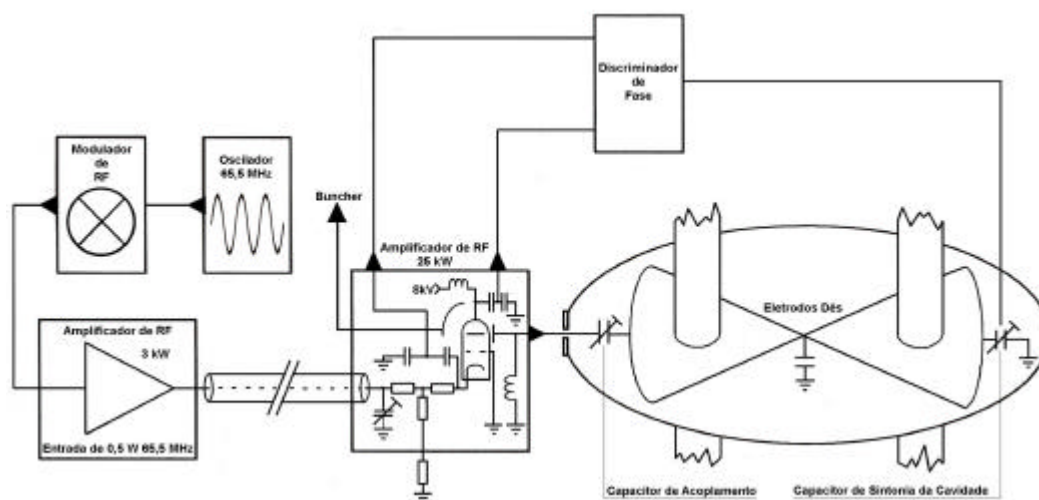 Discriminador
de
Fase
Modulador
de
RF
Oscilador
65,5 MHz
Buncher
Amplificador de RF
25 kW
8kV
Eletrodos Dês
Amplificador de RF
3 kW
Entrada de 0,5 W 65,5 MHz
Capacitor de Acoplamento
Capacitor de Sintonia da Cavidade